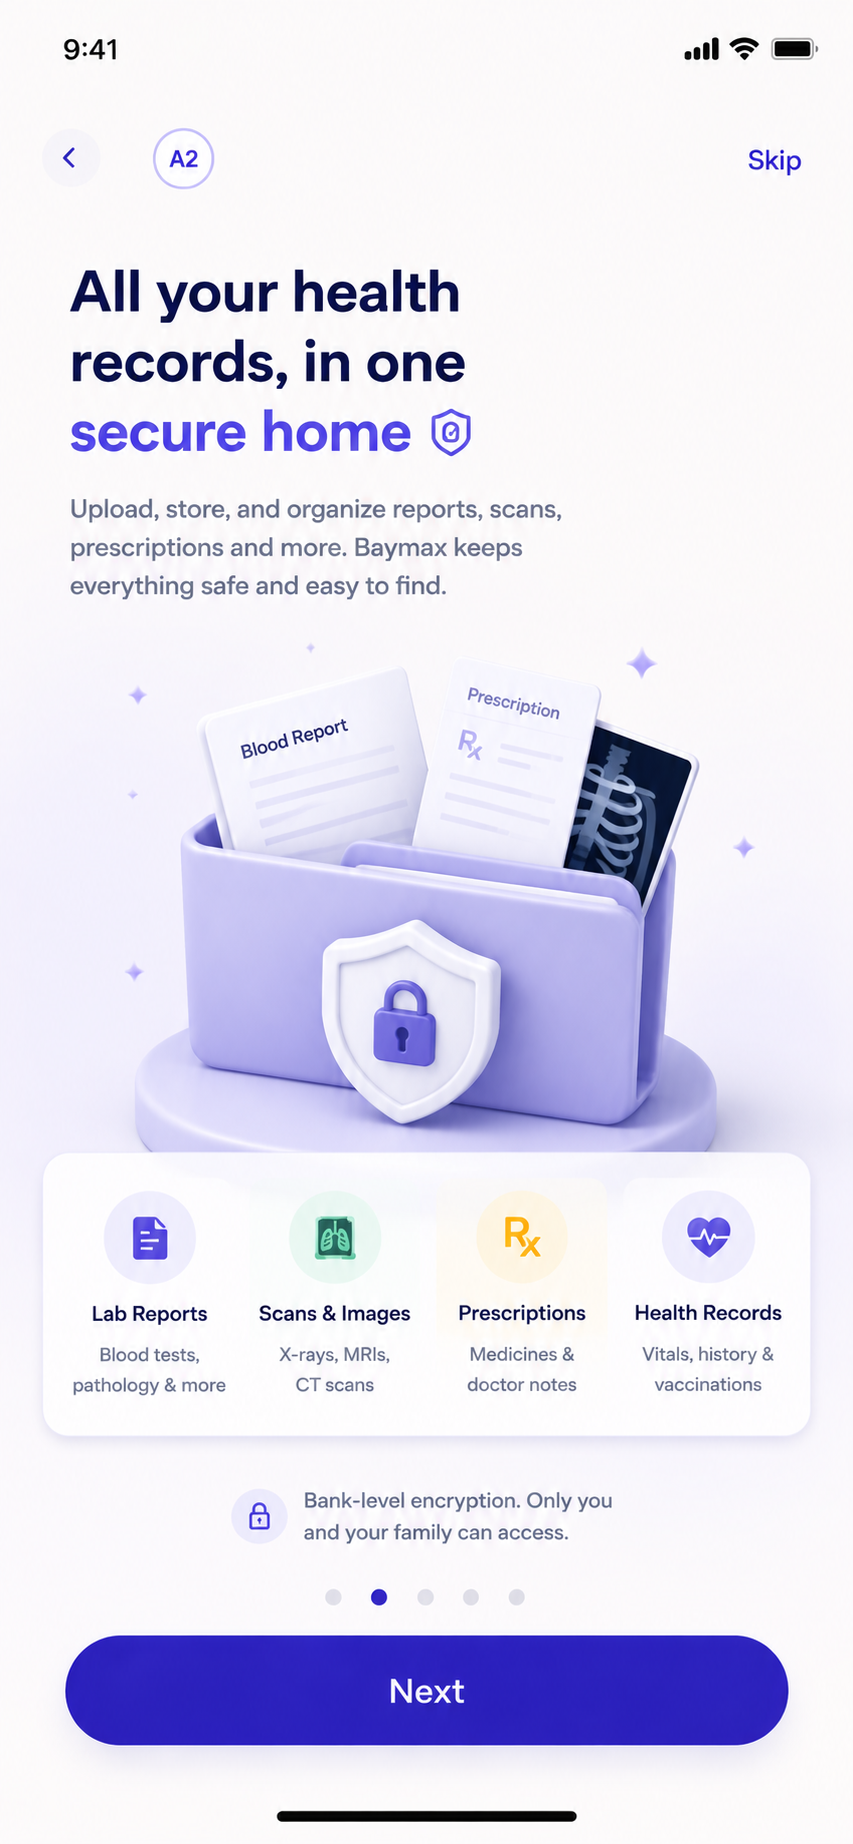 9:41
A2
Skip
All your health
records, in one
secure home
Upload, store, and organize reports, scans,
prescriptions and more. Baymax keeps
everything safe and easy to find.
Blood Report
Prescription
Rx
Rx
Lab Reports
Blood tests,
pathology & more
Scans & Images
X-rays, MRIs,
CT scans
Prescriptions
Medicines &
doctor notes
Health Records
Vitals, history &
vaccinations
Bank-level encryption. Only you
and your family can access.
Next